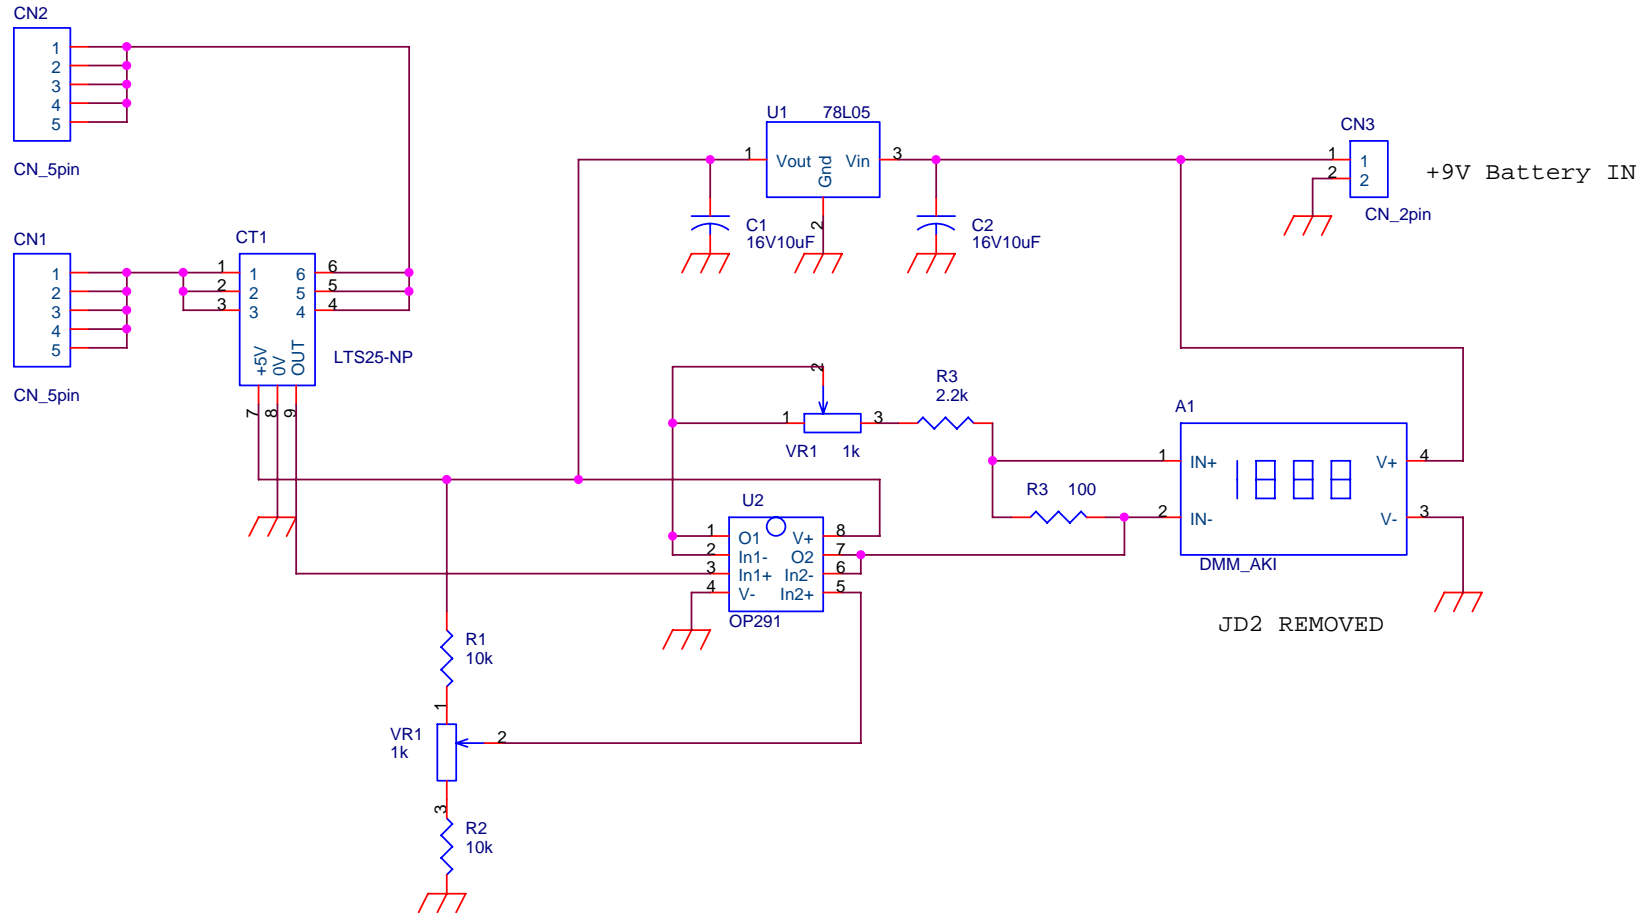 CN2
1
2
3
4
5
CN_5pin
CN1
1
2
3
4
5
CN_5pin
CT1
1
2
3
1
2
3
6
5
4
6
5
4
+5V
0V
OUT
7
8
9
LTS25-NP
U1 78L05
1
Vout
Gnd
Vin
3
2
C1
16V10uF
C2
16V10uF
CN3
1
2
1
2
CN_2pin
+9V Battery IN
2
1
3
VR1 1k
R3
2.2k
R3 100
A1
1
IN+
V+
4
2
IN-
V-
3
1888
DMM_AKI
JD2 REMOVED
U2
1
O1
V+
8
2
In1-
O2
7
3
In1+
In2-
6
4
V-
In2+
5
OP291
R1
10k
1
VR1
1k
2
3
R2
10k